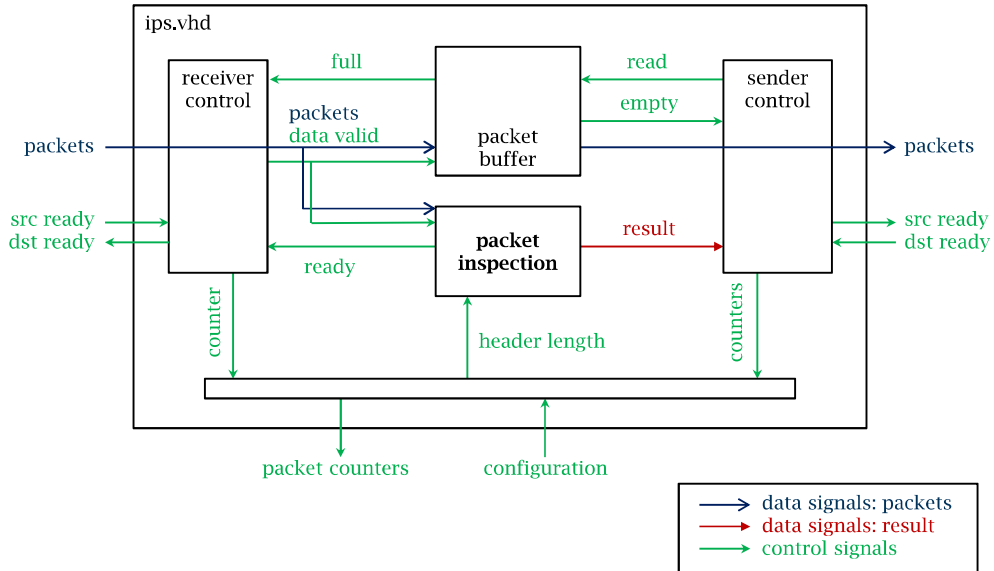 ips.vhd
full
read
receiver
control
sender
control
packets
data valid
empty
packet
buffer
packets
packets
src ready
dst ready
packet
inspection
result
ready
src ready
dst ready
counter
header length
counters
packet counters
configuration
data signals: packets
data signals: result
control signals